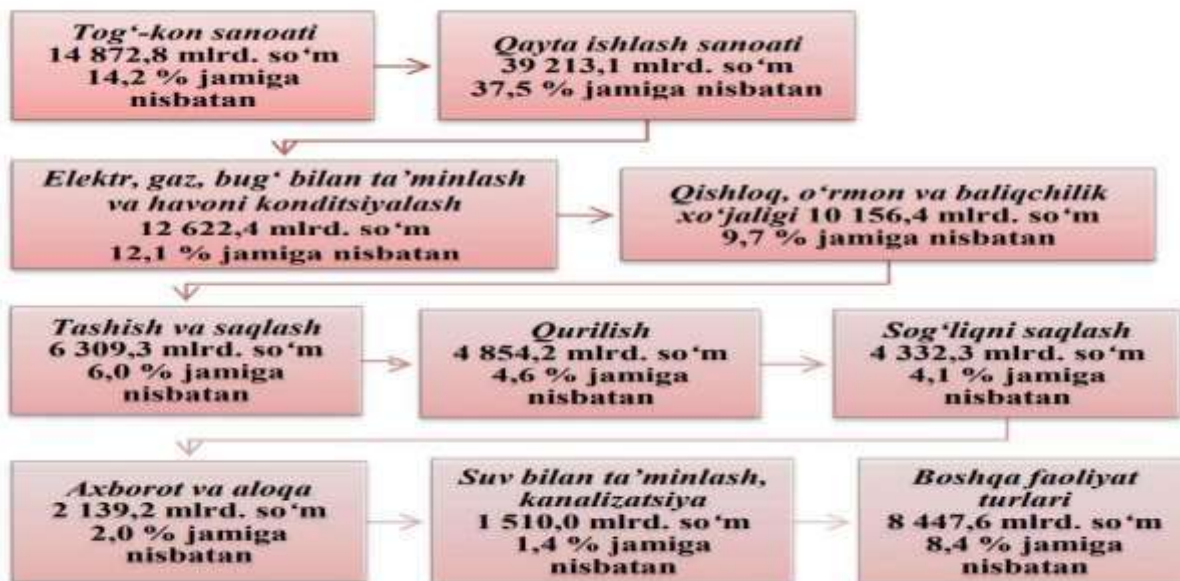 Tog‘-kon sanoati
14 872,8 mlrd. so‘m
14,2 % jamiga
nisbatan
Qayta ishlash sanoati
39 213,1 mlrd. so‘m
37,5 % jamiga nisbatan
Elektr, gaz, bug‘ bilan ta’minlash
va havoni konditsiyalash
12 622,4 mlrd. so‘m
12,1 % jamiga nisbatan
Qishloq, o‘rmon va baliqchilik
xo‘jaligi 10 156,4 mlrd. so‘m
9,7 % jamiga nisbatan
Tashish va saqlash
6 309,3 mlrd. so‘m
6,0 % jamiga
nisbatan
Qurilish
4 854,2 mlrd. so‘m
4,6 % jamiga
nisbatan
Sog‘liqni saqlash
4 332,3 mlrd. so‘m
4,1 % jamiga
nisbatan
Axborot va aloqa
2 139,2 mlrd. so‘m
2,0 % jamiga
nisbatan
Suv bilan ta’minlash,
kanalizatsiya
1 510,0 mlrd. so‘m
1,4 % jamiga
nisbatan
Boshqa faoliyat
turlari
8 447,6 mlrd. so‘m
8,4 % jamiga
nisbatan